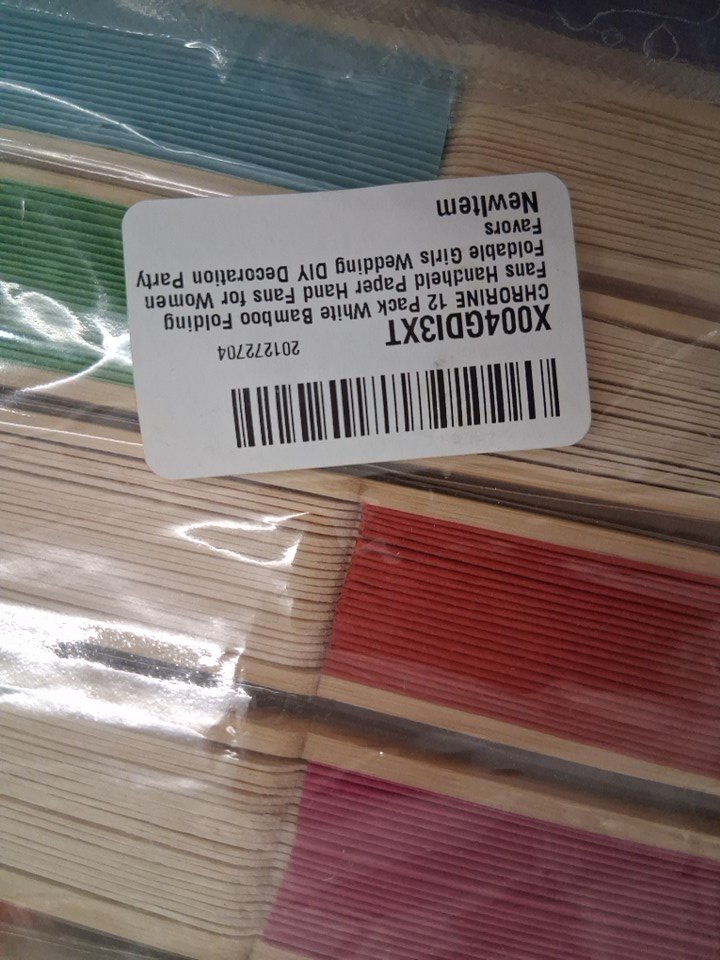 201272704
X004GDI3XT
CHRORINE 12 Pack White Bamboo Folding
Fans Handheld Paper Hand Fans for Women
Foldable Girls Wedding DIY Decoration Party
Favors
NewItem